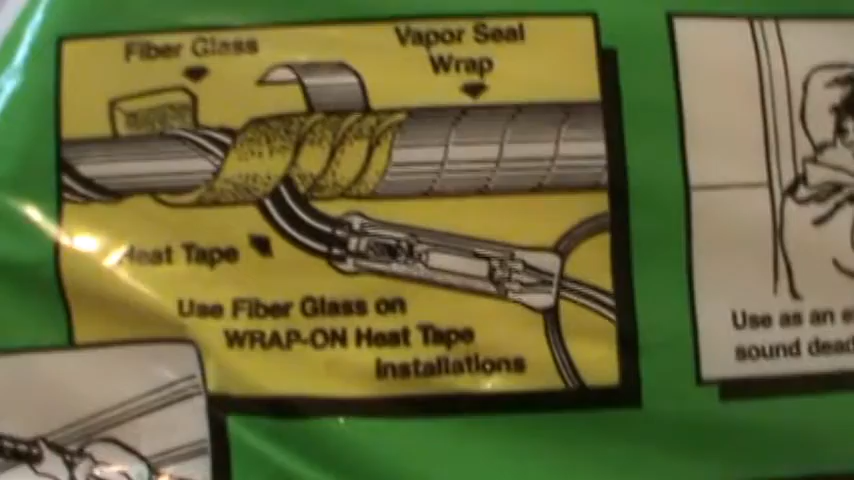 Fiber Glass
Vapor Seal
Wrap
Heat Tape
Use Fiber Glass on
WRAP-ON Heat Tape
installations
Use as an
sound